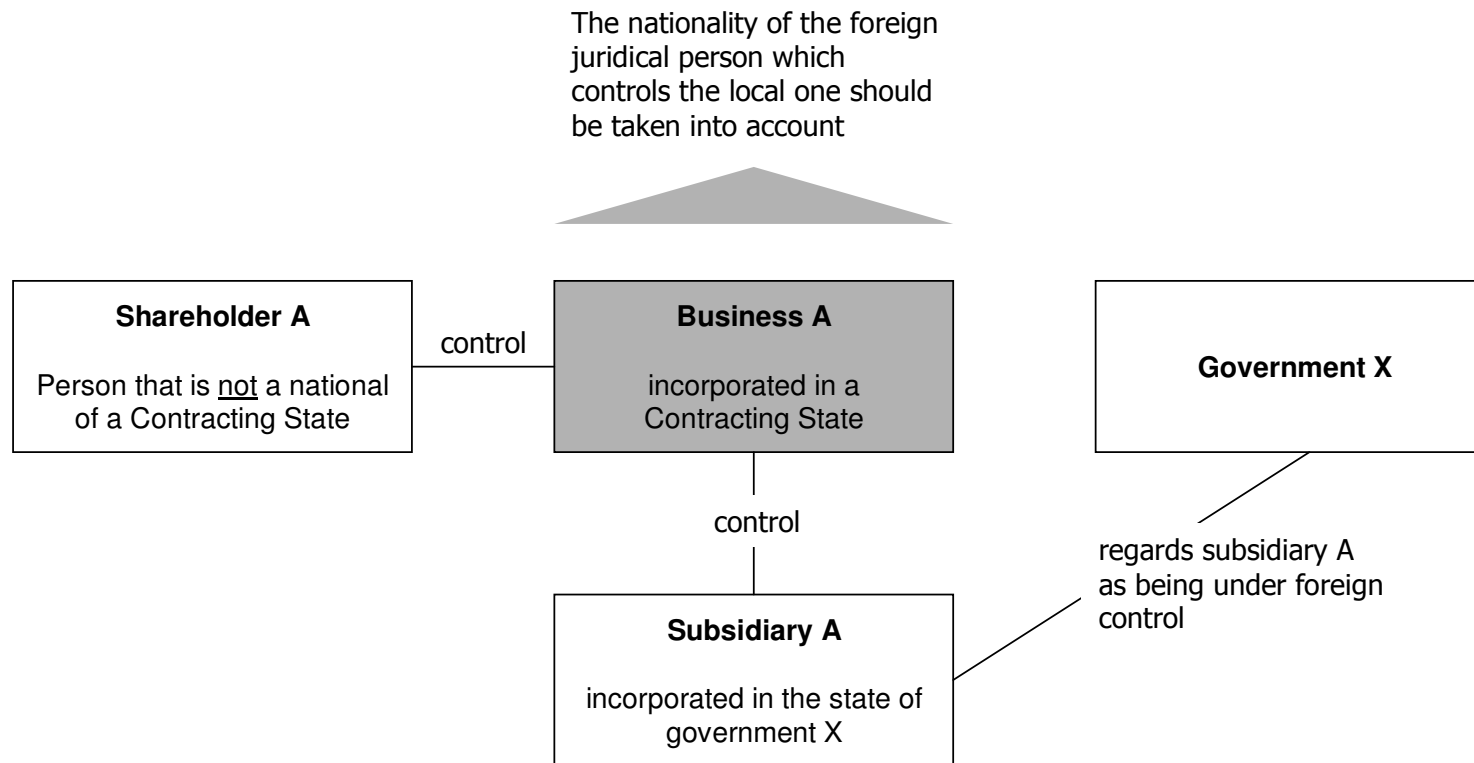 The nationality of the foreign
juridical person which
controls the local one should
be taken into account
Shareholder A
Person that is not a national
of a Contracting State
control
Business A
incorporated in a
Contracting State
Government X
control
regards subsidiary A
as being under foreign
control
Subsidiary A
incorporated in the state of
government X